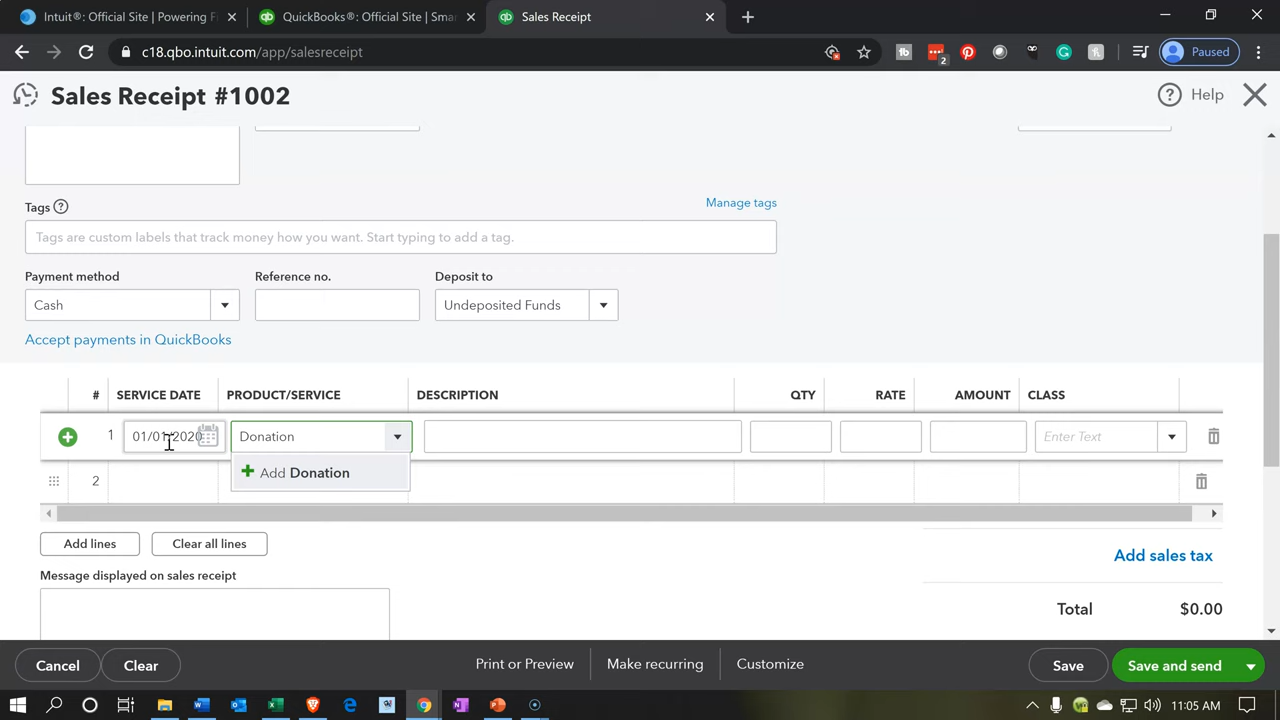 Intuit®: Official Site | Powering F
QuickBooks®: Official Site | Smar
Sales Receipt
c18.qbo.intuit.com/app/salesreceipt
2
Paused
Sales Receipt #1002
Help
Tags
Manage tags
Tags are custom labels that track money how you want. Start typing to add a tag.
Payment method
Reference no.
Deposit to
Cash
Undeposited Funds
Accept payments in QuickBooks
# SERVICE DATE PRODUCT/SERVICE DESCRIPTION QTY RATE AMOUNT CLASS
1 01/01/2020 Donation Enter Text
Add Donation
2
Add lines
Clear all lines
Add sales tax
Message displayed on sales receipt
Total $0.00
Cancel
Clear
Print or Preview
Make recurring
Customize
Save
Save and send
11:05 AM